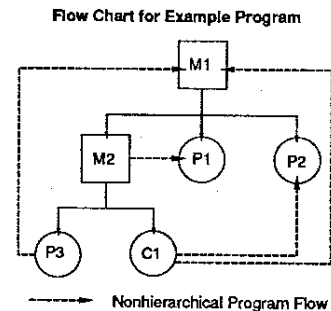 Flow Chart for Example Program
M1
M2
P1
P2
P3
C1
Nonhierarchical Program Flow